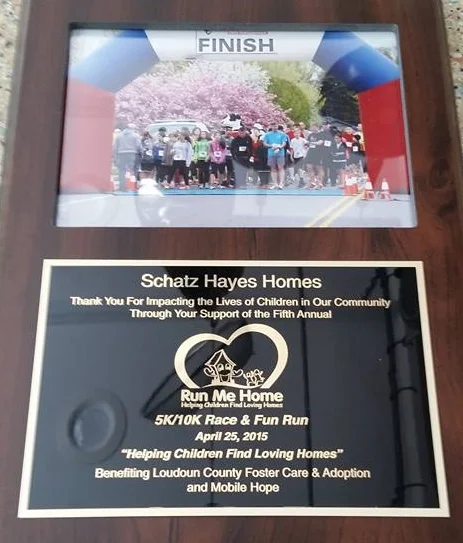 FINISH
Schatz Hayes Homes
Thank You For Impacting the Lives of Children in Our Community
Through Your Support of the Fifth Annual
Run Me Home
Helping Children Find Loving Homes
5K/10K Race & Fun Run
April 25, 2015
"Helping Children Find Loving Homes"
Benefiting Loudoun County Foster Care & Adoption
and Mobile Hope